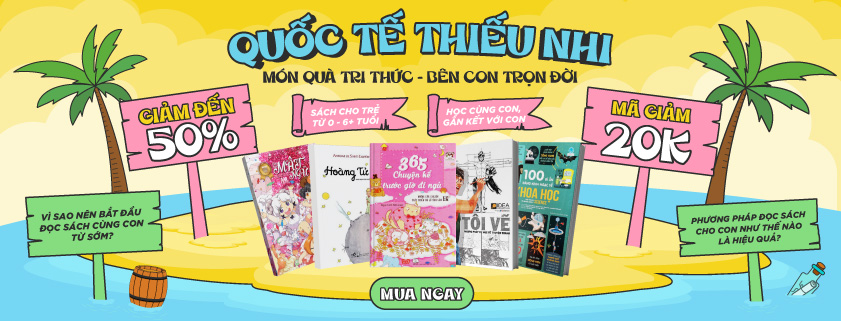 QUỐC TẾ THIẾU NHI
MÓN QUÀ TRI THỨC - BÊN CON TRỌN ĐỜI
GIẢM ĐẾN
50%
SÁCH CHO TRẺ
TỪ 0 - 6+ TUỔI
HỌC CÙNG CON,
GẮN KẾT VỚI CON
MÃ GIẢM
20K
Hoàng Tử
365
Chuyện kể
trước giờ đi ngủ
TÔI VẼ
IDEA
100
HOA HỌC
VÌ SAO NÊN BẮT ĐẦU
ĐỌC SÁCH CÙNG CON
TỪ SỚM?
PHƯƠNG PHÁP ĐỌC SÁCH
CHO CON NHƯ THẾ NÀO
LÀ HIỆU QUẢ?
MUA NGAY